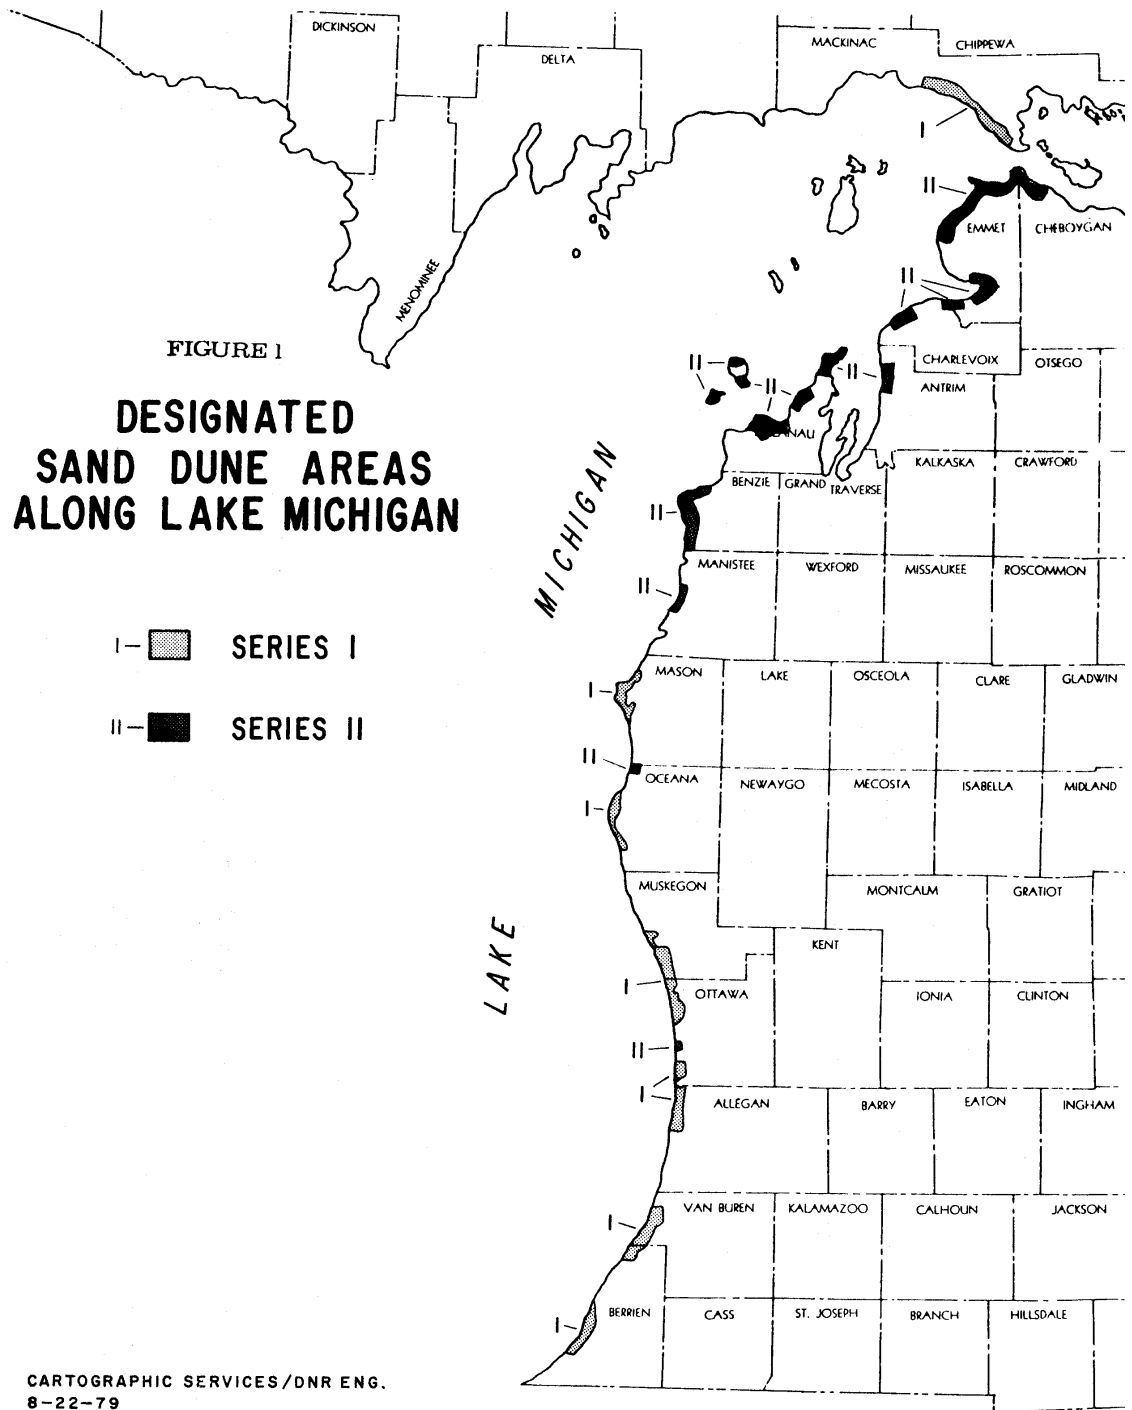 DICKINSON
DELTA
MACKINAC
CHIPPEWA
I
II
EMMET
CHEBOYGAN
MENOMINEE
II
FIGURE 1
DESIGNATED
SAND DUNE AREAS
ALONG LAKE MICHIGAN
CHARLEVOIX
OTSEGO
II
II
II
ANTRIM
ANAU
KALKASKA
CRAWFORD
BENZIE
GRAND
TRAVERSE
II
LAKE MICHIGAN
MANISTEE
WEXFORD
MISSAUKEE
ROSCOMMON
II
I
SERIES I
II
SERIES II
I
MASON
LAKE
OSCEOLA
CLARE
GLADWIN
II
OCEANA
NEWAYGO
MECOSTA
ISABELLA
MIDLAND
I
MUSKEGON
MONTCALM
GRATIOT
KENT
I
OTTAWA
IONIA
CLINTON
II
I
ALLEGAN
BARRY
EATON
INGHAM
VAN BUREN
KALAMAZOO
CALHOUN
JACKSON
I
BERRIEN
CASS
ST. JOSEPH
BRANCH
HILLSDALE
I
CARTOGRAPHIC SERVICES/DNR ENG.
8-22-79